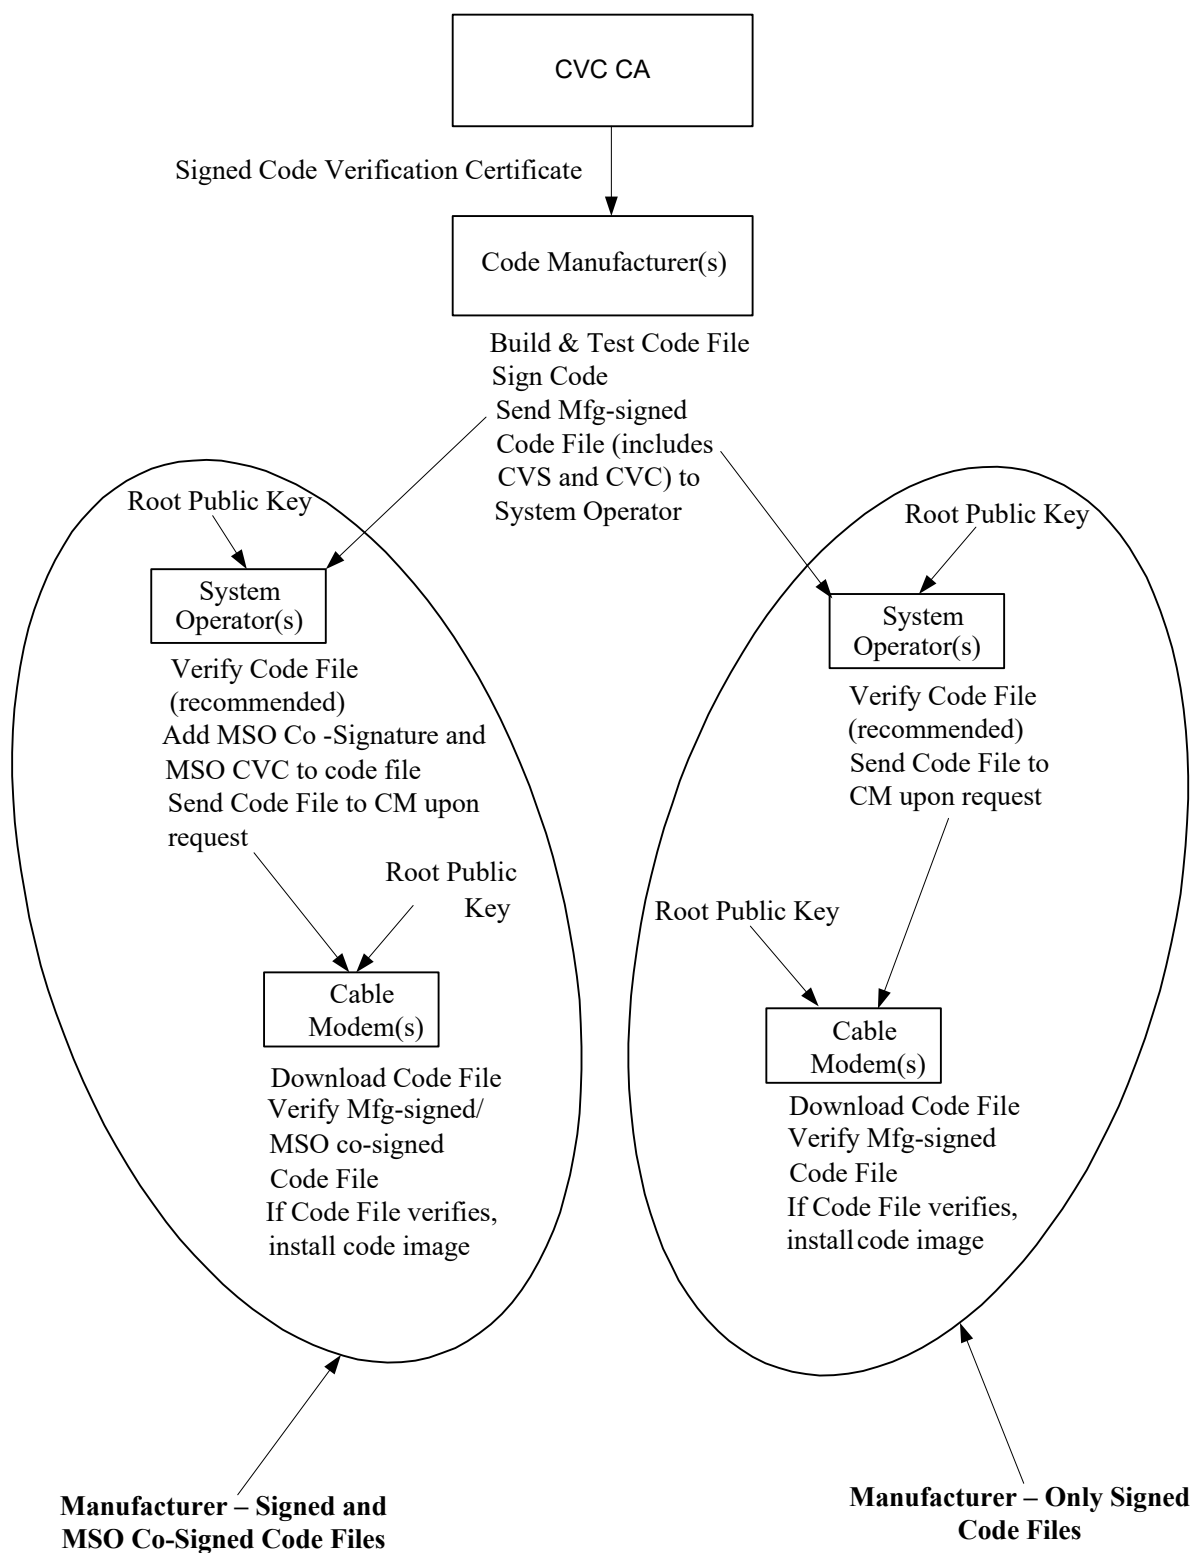 CVC CA
Signed Code Verification Certificate
Code Manufacturer(s)
Build & Test Code File
Sign Code
Send Mfg-signed
Code File (includes
CVS and CVC) to
System Operator
Root Public Key
System
Operator(s)
Verify Code File
(recommended)
Add MSO Co -Signature and
MSO CVC to code file
Send Code File to CM upon
request
Root Public
Key
Cable
Modem(s)
Download Code File
Verify Mfg-signed/
MSO co-signed
Code File
If Code File verifies,
install code image
Manufacturer – Signed and
MSO Co-Signed Code Files
Root Public Key
System
Operator(s)
Verify Code File
(recommended)
Send Code File to
CM upon request
Root Public Key
Cable
Modem(s)
Download Code File
Verify Mfg-signed
Code File
If Code File verifies,
install code image
Manufacturer – Only Signed
Code Files